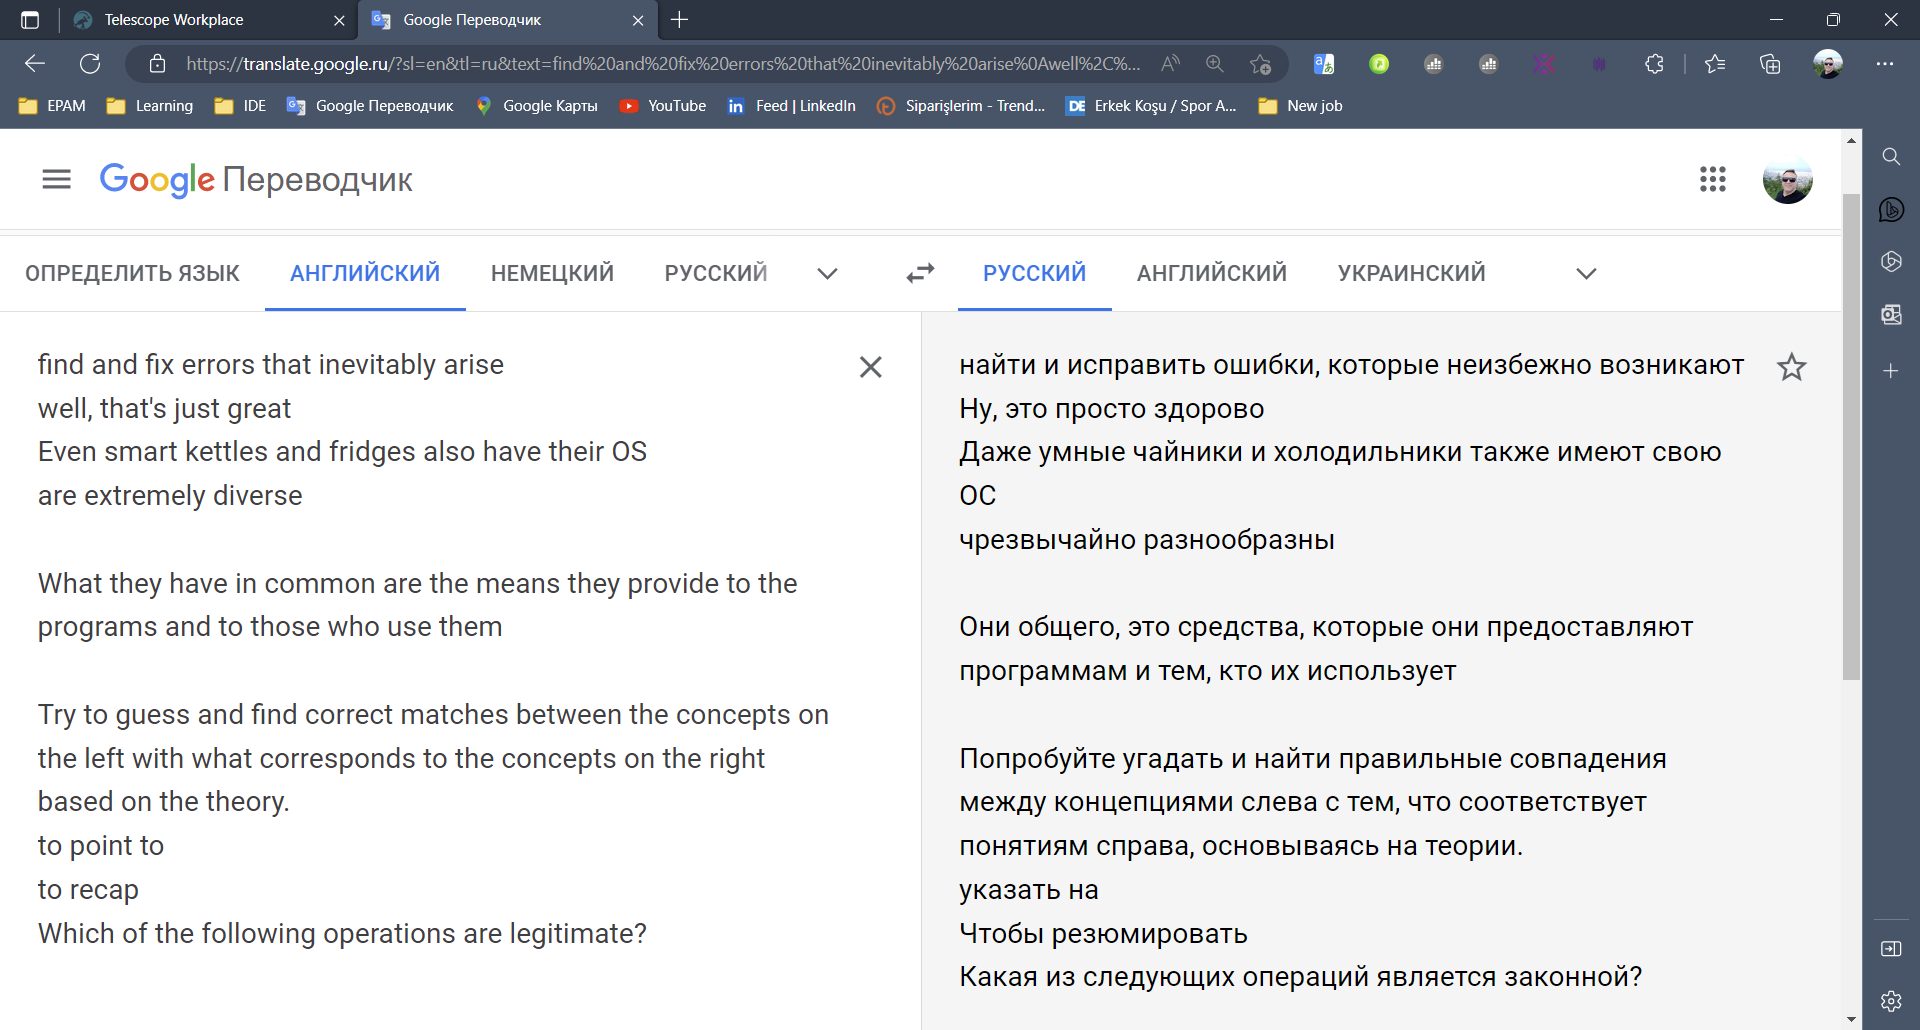 Telescope Workplace
Google Переводчик
https://translate.google.ru/?sl=en&tl=ru&text=find%20and%20fix%20errors%20that%20inevitably%20arise%0Awell%2C%...
EPAM
Learning
IDE
Google Переводчик
Google Карты
YouTube
Feed | LinkedIn
Siparişlerim - Trend...
Erkek Koşu / Spor A...
New job
Google Переводчик
ОПРЕДЕЛИТЬ ЯЗЫК
АНГЛИЙСКИЙ
НЕМЕЦКИЙ
РУССКИЙ
РУССКИЙ
АНГЛИЙСКИЙ
УКРАИНСКИЙ
find and fix errors that inevitably arise
well, that's just great
Even smart kettles and fridges also have their OS
are extremely diverse
What they have in common are the means they provide to the
programs and to those who use them
Try to guess and find correct matches between the concepts on
the left with what corresponds to the concepts on the right
based on the theory.
to point to
to recap
Which of the following operations are legitimate?
найти и исправить ошибки, которые неизбежно возникают
Ну, это просто здорово
Даже умные чайники и холодильники также имеют свою
ОС
чрезвычайно разнообразны
Они общего, это средства, которые они предоставляют
программам и тем, кто их использует
Попробуйте угадать и найти правильные совпадения
между концепциями слева с тем, что соответствует
понятиям справа, основываясь на теории.
указать на
Чтобы резюмировать
Какая из следующих операций является законной?